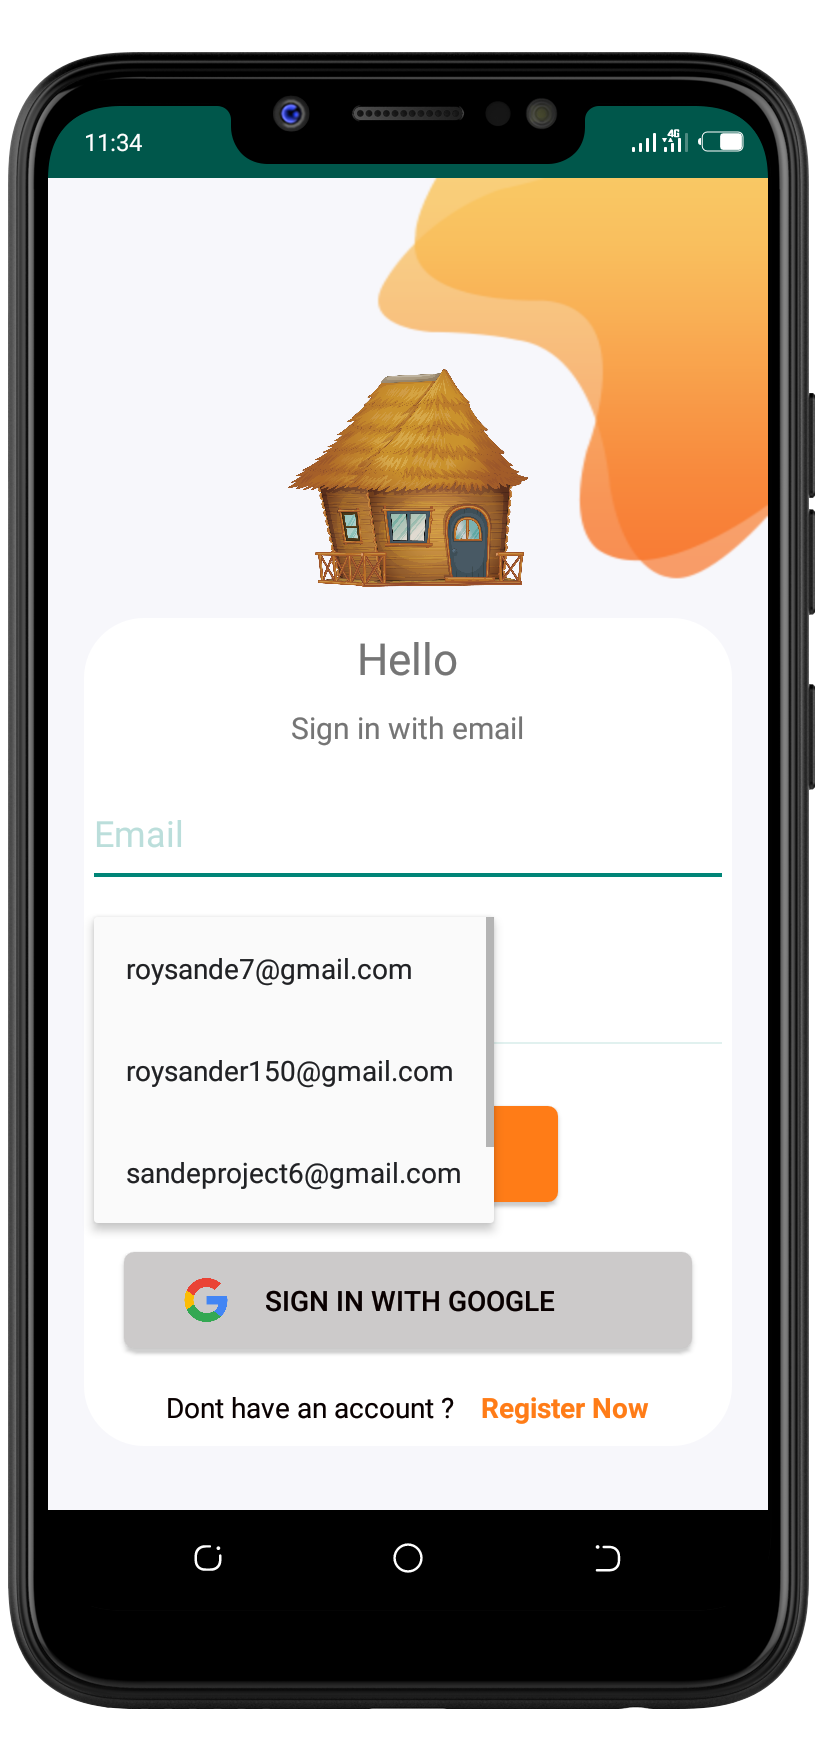 11:34
4G
Hello
Sign in with email
Email
roysande7@gmail.com
roysander150@gmail.com
sandeproject6@gmail.com
SIGN IN WITH GOOGLE
Dont have an account ? Register Now